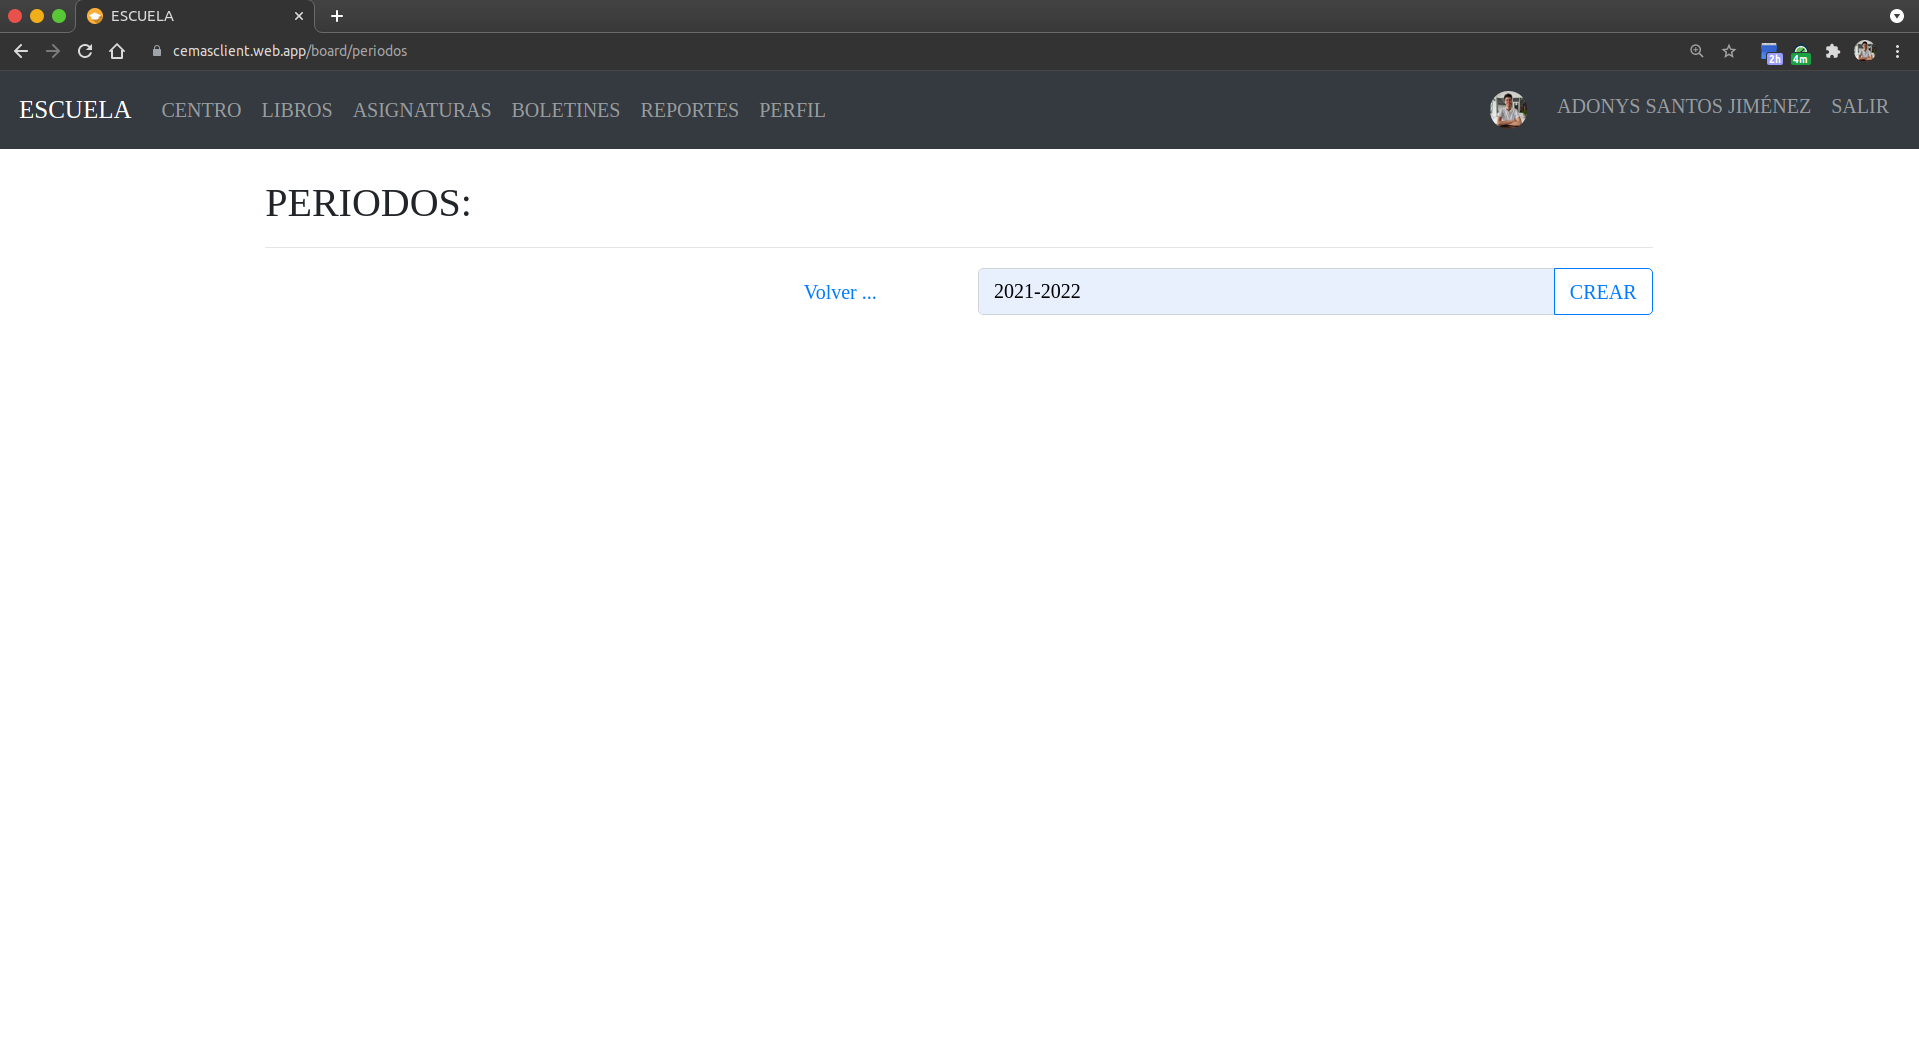 ESCUELA
cemasclient.web.app/board/periodos
2h
4m
ESCUELA CENTRO LIBROS ASIGNATURAS BOLETINES REPORTES PERFIL ADONYS SANTOS JIMÉNEZ SALIR
PERIODOS:
Volver ... 2021-2022 CREAR